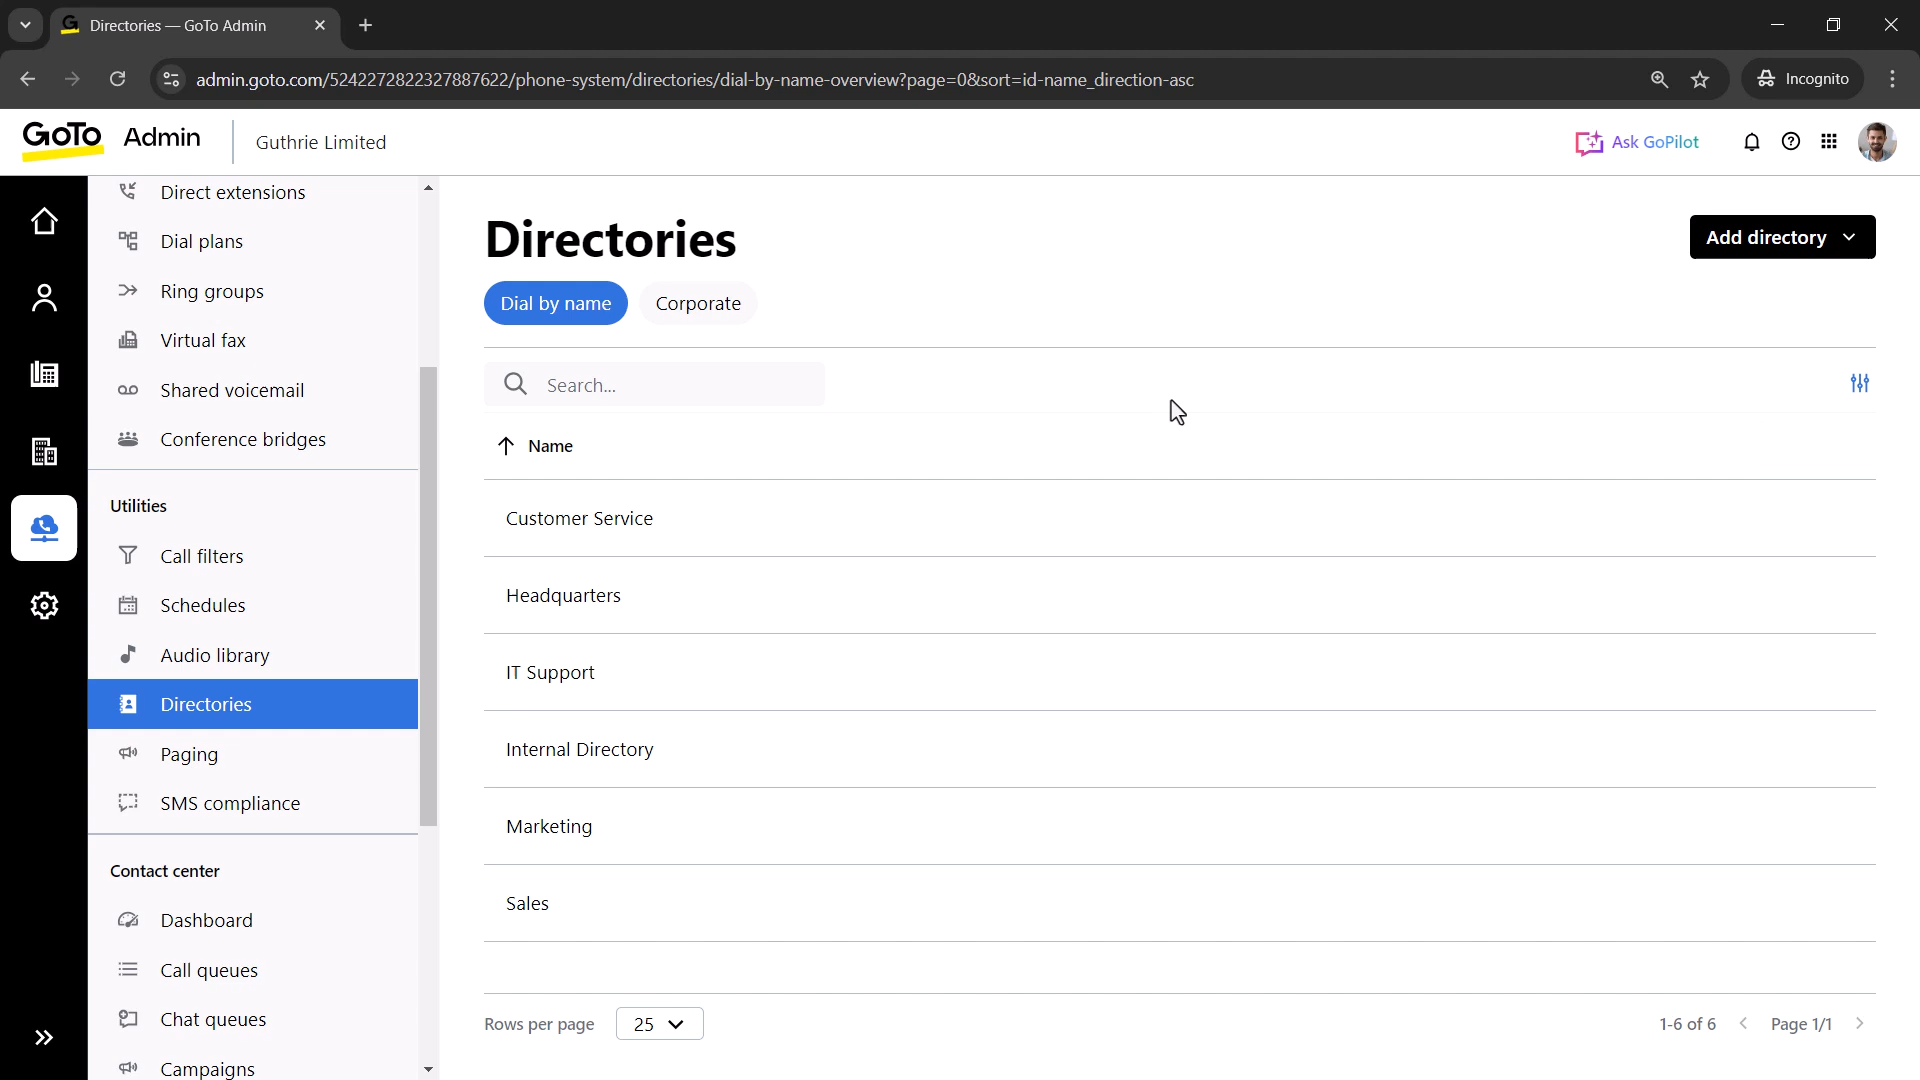 Directories — GoTo Admin
admin.goto.com/5242272822327887622/phone-system/directories/dial-by-name-overview?page=0&sort=id-name_direction-asc
Incognito
GoTo Admin
Guthrie Limited
Ask GoPilot
Direct extensions
Dial plans
Ring groups
Virtual fax
Shared voicemail
Conference bridges
Utilities
Call filters
Schedules
Audio library
Directories
Paging
SMS compliance
Contact center
Dashboard
Call queues
Chat queues
Campaigns
Directories
Add directory
Dial by name
Corporate
Search...
Name
Customer Service
Headquarters
IT Support
Internal Directory
Marketing
Sales
Rows per page
25
1-6 of 6
Page 1/1